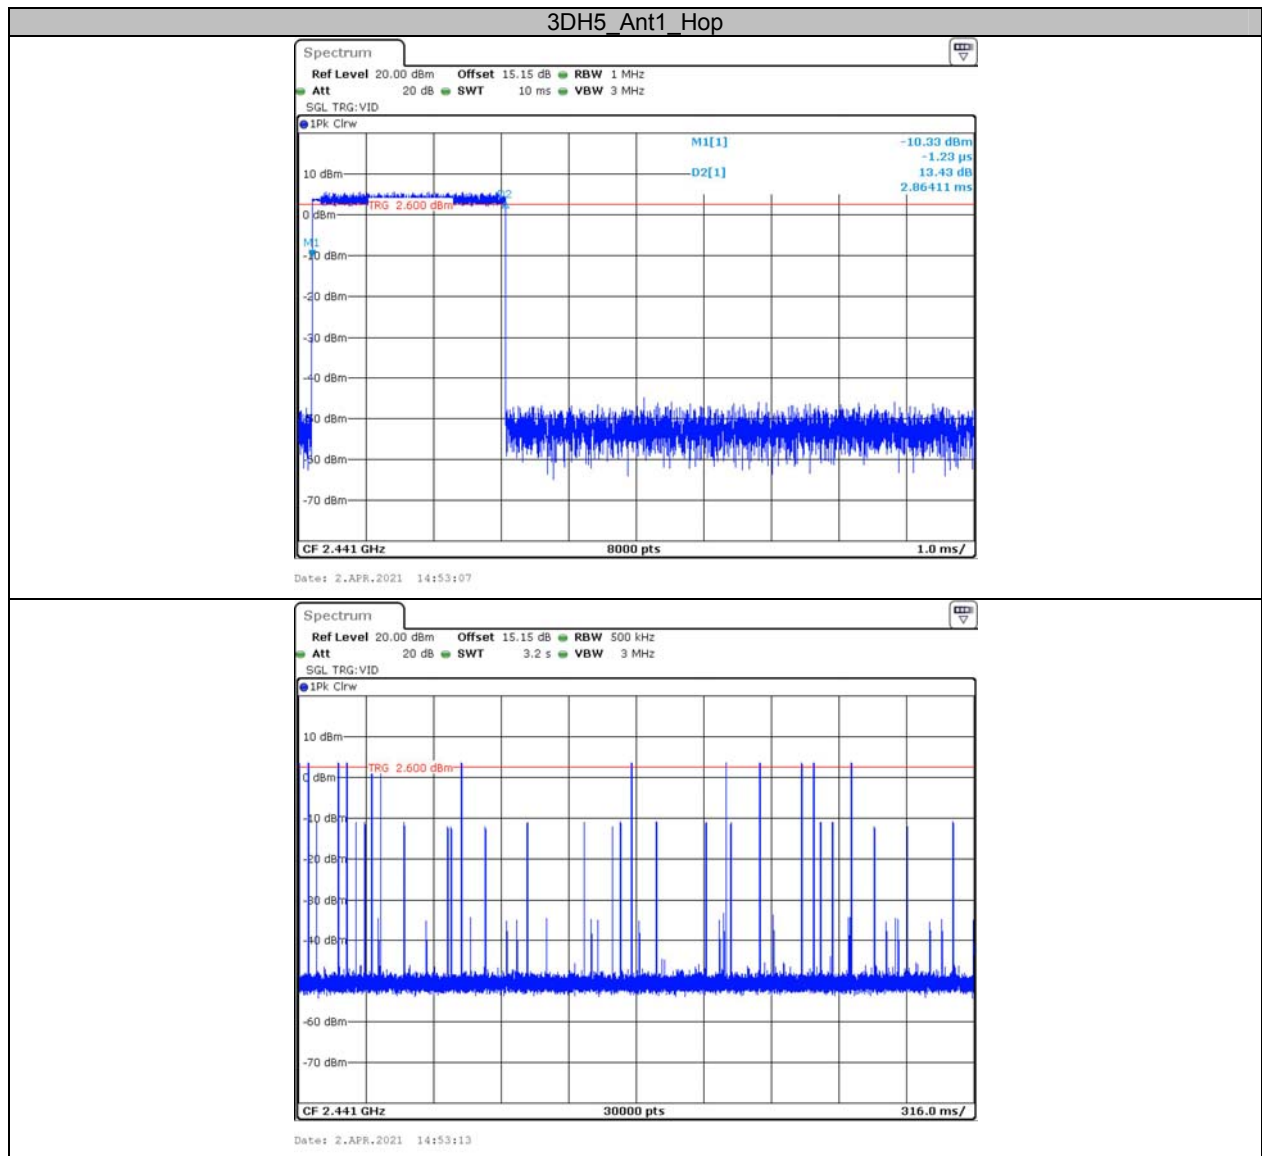 3DH5_Ant1_Hop
Spectrum
Ref Level 20.00 dBm Offset 15.15 dB RBW 1 MHz
Att 20 dB SWT 10 ms VBW 3 MHz
SGL TRG:VID
1Pk Clrw
M1[1] -10.33 dBm
-1.23 µs
10 dBm D2[1] 13.43 dB
2.86411 ms
D2
TRG 2.600 dBm
0 dBm
M1
-10 dBm
-20 dBm
-30 dBm
-40 dBm
-50 dBm
-60 dBm
-70 dBm
CF 2.441 GHz 8000 pts 1.0 ms/
Date: 2.APR.2021 14:53:07
Spectrum
Ref Level 20.00 dBm Offset 15.15 dB RBW 500 kHz
Att 20 dB SWT 3.2 s VBW 3 MHz
SGL TRG:VID
1Pk Clrw
10 dBm
TRG 2.600 dBm
0 dBm
-10 dBm
-20 dBm
-30 dBm
-40 dBm
-60 dBm
-70 dBm
CF 2.441 GHz 30000 pts 316.0 ms/
Date: 2.APR.2021 14:53:13